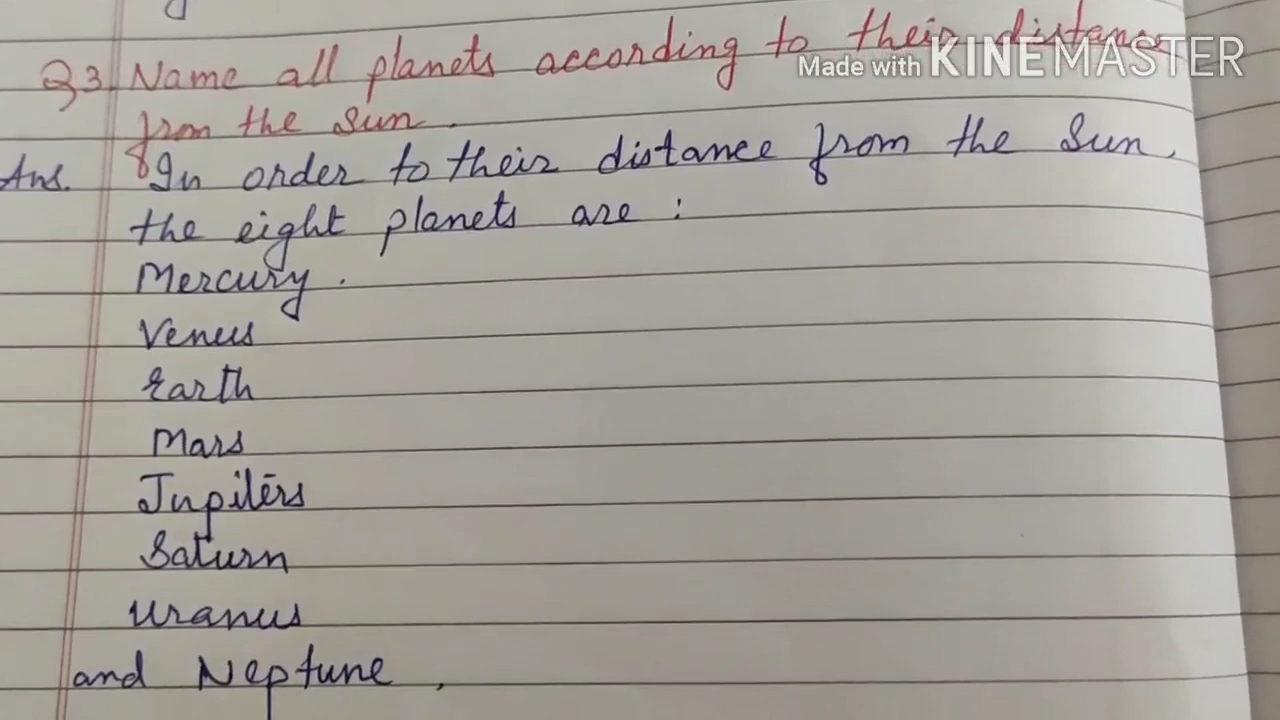 Q3. Name all planets according to their distance
Made with KINEMASTER
from the Sun.
Ans. In order to their distance from the Sun,
the eight planets are :
Mercury.
Venus
Earth
Mars
Jupiters
Saturn
Uranus
and Neptune,